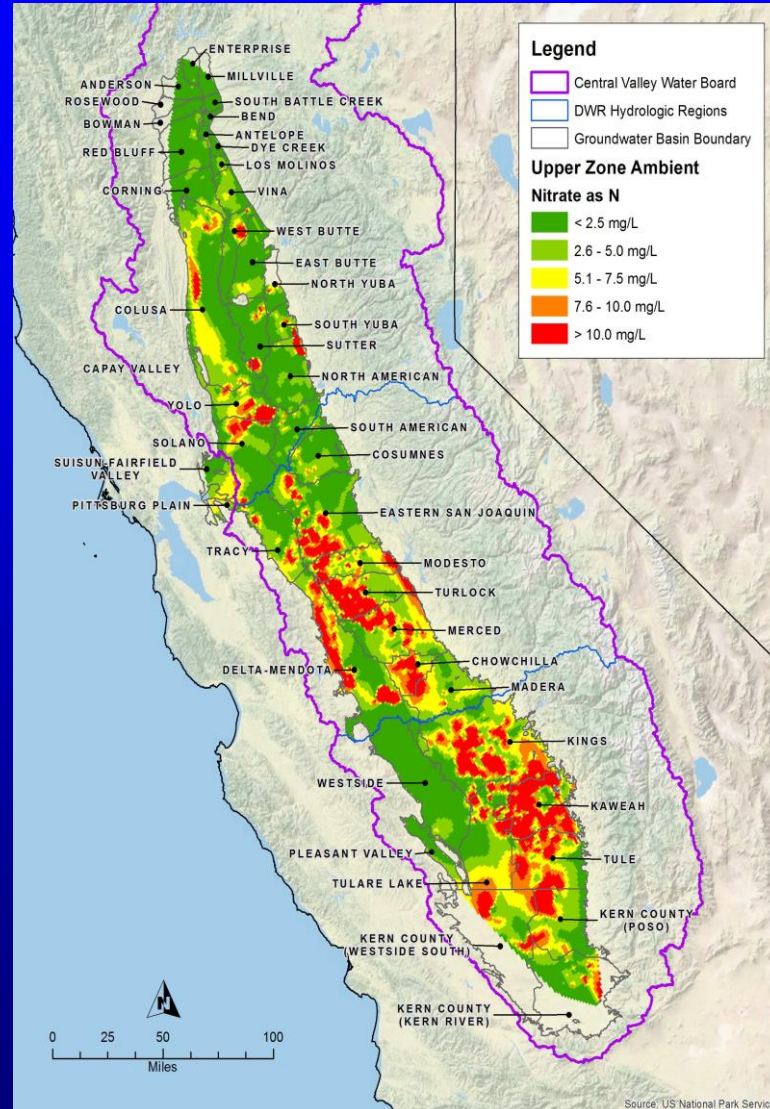 ENTERPRISE
ANDERSON
MILLVILLE
ROSEWOOD
SOUTH BATTLE CREEK
BEND
BOWMAN
ANTELOPE
DYE CREEK
RED BLUFF
LOS MOLINOS
CORNING
VINA
WEST BUTTE
EAST BUTTE
NORTH YUBA
COLUSA
SOUTH YUBA
SUTTER
CAPAY VALLEY
NORTH AMERICAN
YOLO
SOUTH AMERICAN
SOLANO
COSUMNES
SUISUN-FAIRFIELD
VALLEY
PITTSBURG PLAIN
EASTERN SAN JOAQUIN
TRACY
MODESTO
TURLOCK
MERCED
CHOWCHILLA
DELTA-MENDOTA
MADERA
KINGS
WESTSIDE
KAWEAH
PLEASANT VALLEY
TULE
TULARE LAKE
KERN COUNTY
(POSO)
KERN COUNTY
(WESTSIDE SOUTH)
KERN COUNTY
(KERN RIVER)
Legend
Central Valley Water Board
DWR Hydrologic Regions
Groundwater Basin Boundary
Upper Zone Ambient
Nitrate as N
< 2.5 mg/L
2.6 - 5.0 mg/L
5.1 - 7.5 mg/L
7.6 - 10.0 mg/L
> 10.0 mg/L
N
0 50 100
Miles
Source: US National Park Servic